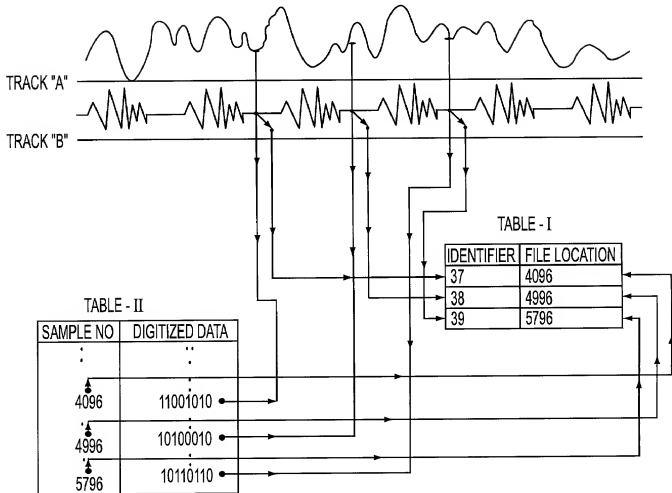 TRACK "A"
TRACK "B"
TABLE - I
IDENTIFIER FILE LOCATION
37 4096
38 4996
39 5796
TABLE - II
SAMPLE NO DIGITIZED DATA
4096 11001010
4996 10100010
5796 10110110